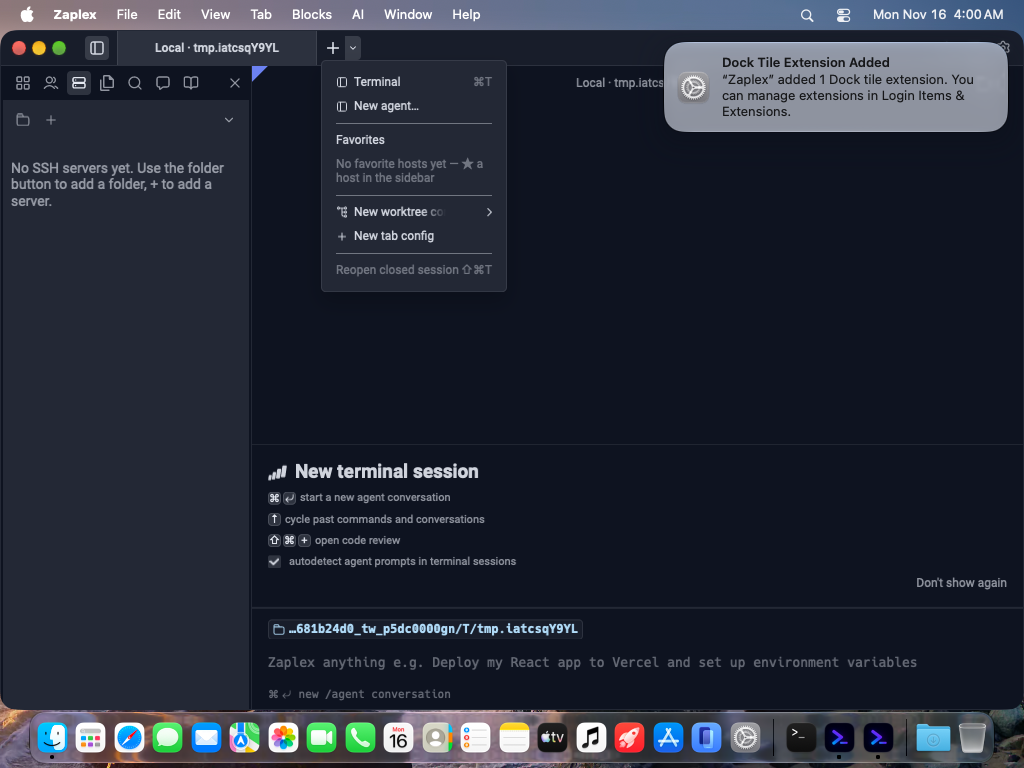 Zaplex File Edit View Tab Blocks AI Window Help Mon Nov 16 4:00 AM
Local · tmp.iatcsqY9YL
Dock Tile Extension Added
“Zaplex” added 1 Dock tile extension. You
can manage extensions in Login Items &
Extensions.
Local · tmp.iatcs
Terminal ⌘T
New agent...
Favorites
No favorite hosts yet — ★ a
host in the sidebar
New worktree co
New tab config
Reopen closed session ⇧⌘T
No SSH servers yet. Use the folder
button to add a folder, + to add a
server.
New terminal session
⌘ ↵ start a new agent conversation
↑ cycle past commands and conversations
⇧ ⌘ + open code review
autodetect agent prompts in terminal sessions
Don't show again
…681b24d0_tw_p5dc0000gn/T/tmp.iatcsqY9YL
Zaplex anything e.g. Deploy my React app to Vercel and set up environment variables
⌘ ↵ new /agent conversation
Mon
16
tv